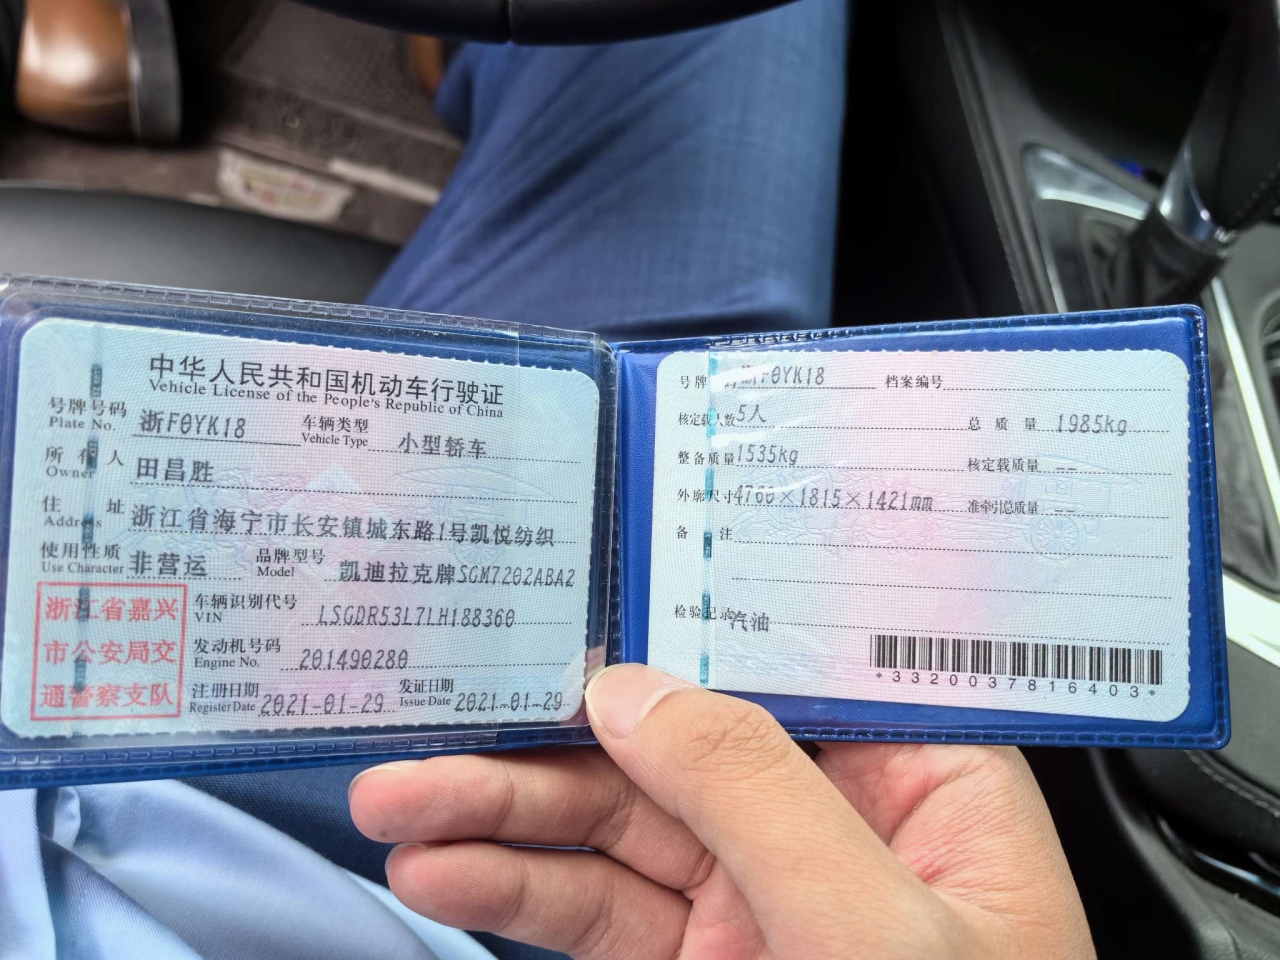 中华人民共和国机动车行驶证
Vehicle License of the People's Republic of China
号牌号码 浙F0YK18 车辆类型 小型轿车
Plate No. Vehicle Type
所有人 田昌胜
Owner
住址 浙江省海宁市长安镇城东路1号凯悦纺织
Address
使用性质 非营运 品牌型号 凯迪拉克牌SGM7202ABA2
Use Character Model
浙江省嘉兴
市公安局交
通警察支队
车辆识别代号 LSGDR53L7LH188360
VIN
发动机号码 201490280
Engine No.
注册日期 2021-01-29 发证日期 2021-01-29
Register Date Issue Date
号牌 浙F0YK18 档案编号
核定载人数 5人 总质量 1985kg
整备质量 1535kg 核定载质量 --
外廓尺寸 4760×1815×1421mm 准牵引总质量 --
备注
检验记录 汽油
*3320037816403*